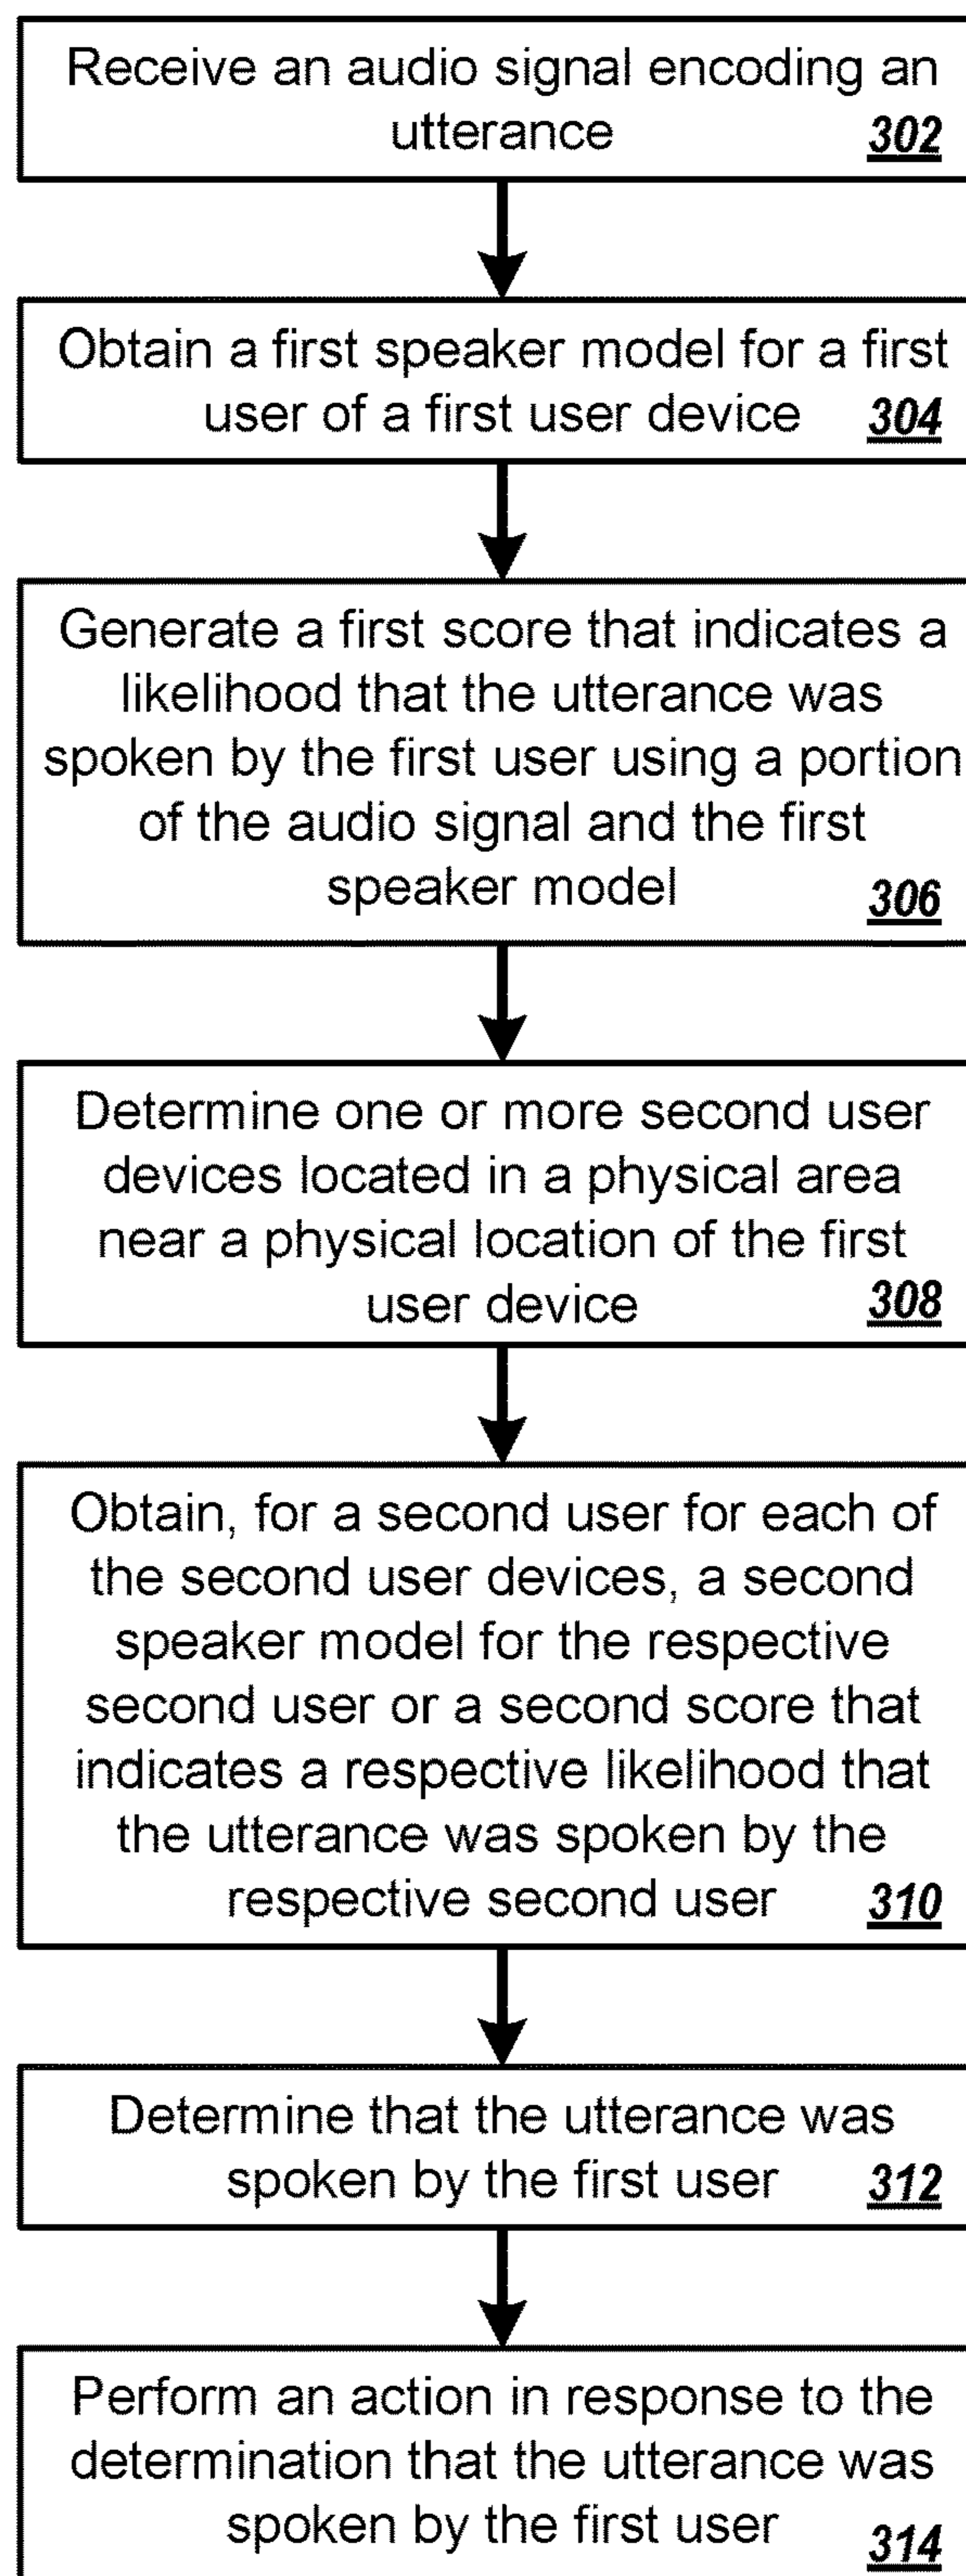 Receive an audio signal encoding an
utterance 302
Obtain a first speaker model for a first
user of a first user device 304
Generate a first score that indicates a
likelihood that the utterance was
spoken by the first user using a portion
of the audio signal and the first
speaker model 306
Determine one or more second user
devices located in a physical area
near a physical location of the first
user device 308
Obtain, for a second user for each of
the second user devices, a second
speaker model for the respective
second user or a second score that
indicates a respective likelihood that
the utterance was spoken by the
respective second user 310
Determine that the utterance was
spoken by the first user 312
Perform an action in response to the
determination that the utterance was
spoken by the first user 314